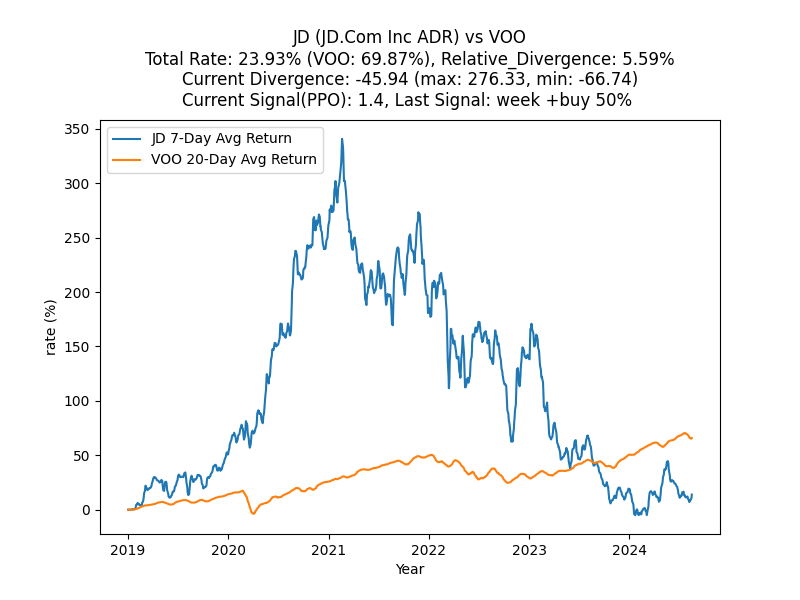 JD (JD.Com Inc ADR) vs VOO
Total Rate: 23.93% (VOO: 69.87%), Relative_Divergence: 5.59%
Current Divergence: -45.94 (max: 276.33, min: -66.74)
Current Signal(PPO): 1.4, Last Signal: week +buy 50%
JD 7-Day Avg Return
VOO 20-Day Avg Return
350
300
250
200
150
100
50
0
rate (%)
2019 2020 2021 2022 2023 2024
Year